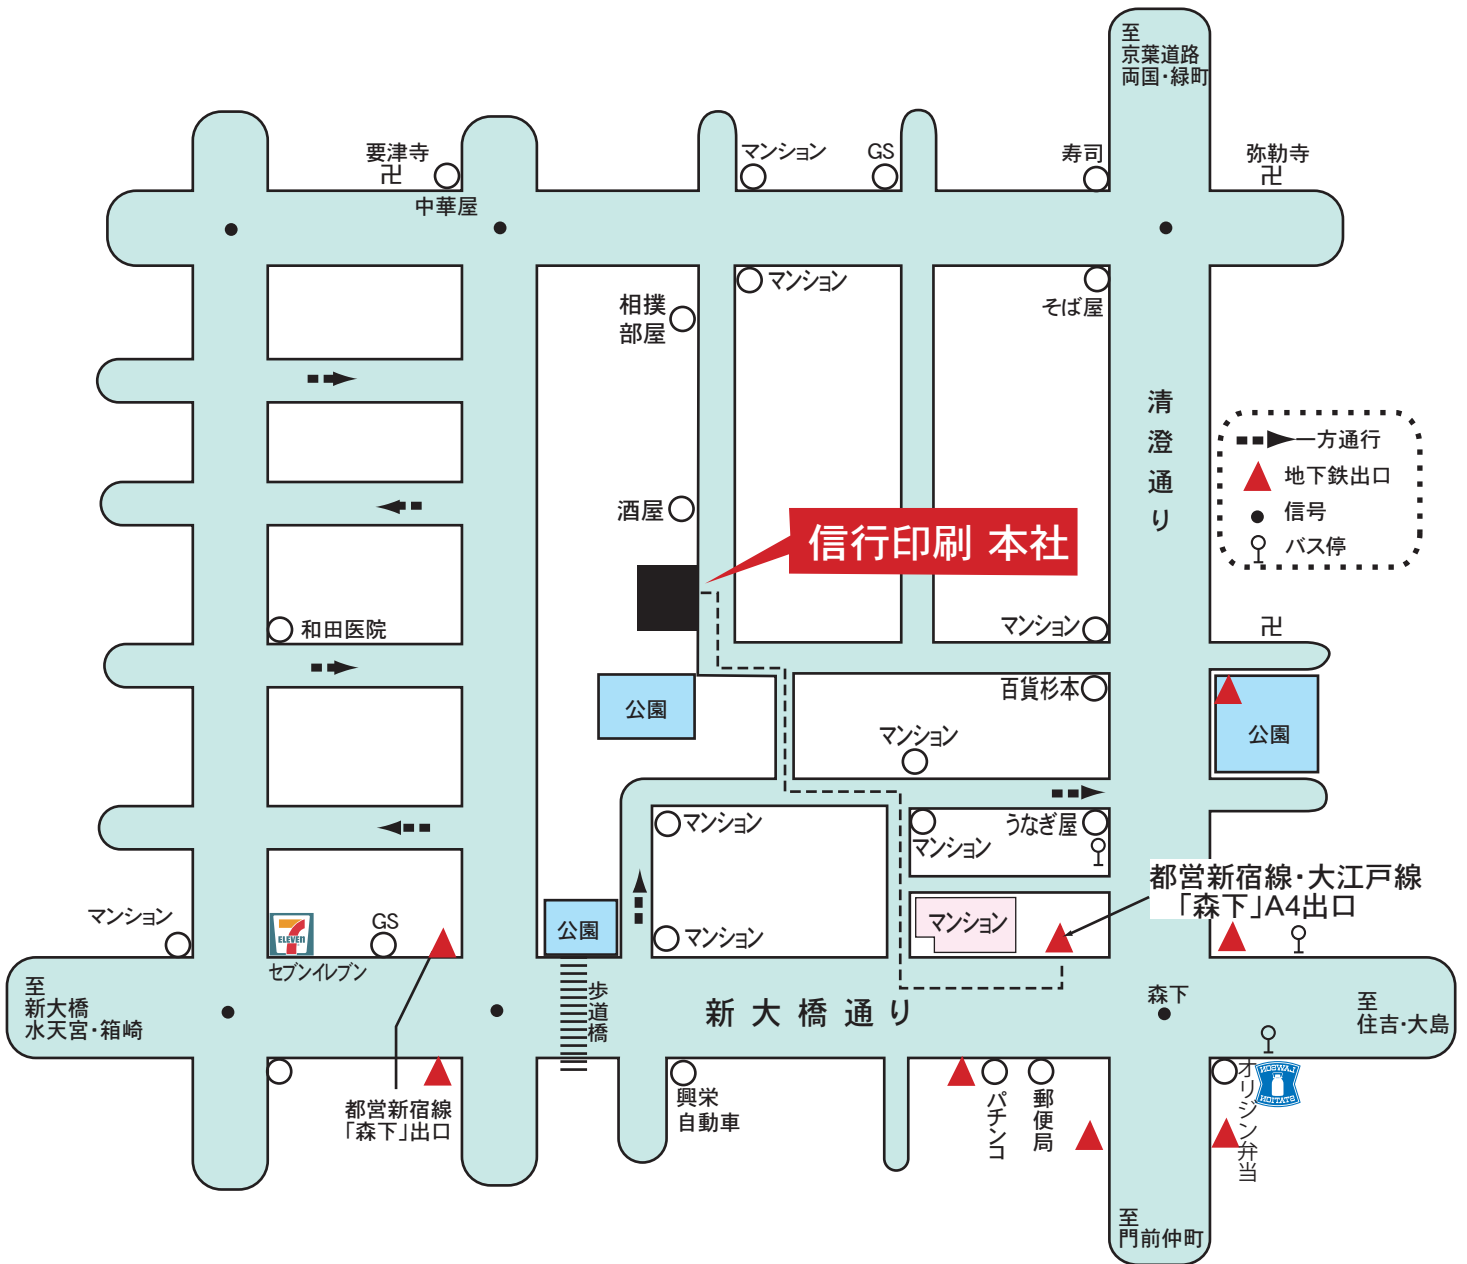 至
京葉道路
両国・緑町
要津寺
卍
中華屋
マンション
GS
寿司
弥勒寺
卍
相撲
部屋
マンション
そば屋
清澄通り
一方通行
地下鉄出口
信号
バス停
酒屋
信行印刷 本社
和田医院
マンション
卍
百貨杉本
公園
公園
マンション
マンション
マンション
うなぎ屋
都営新宿線・大江戸線
「森下」A4出口
マンション
ELEVEN
セブンイレブン
GS
公園
マンション
マンション
至
新大橋
水天宮・箱崎
歩道橋
新大橋通り
森下
至
住吉・大島
都営新宿線
「森下」出口
興栄
自動車
パチンコ
郵便局
オリジン弁当
LAWSON
STATION
至
門前仲町